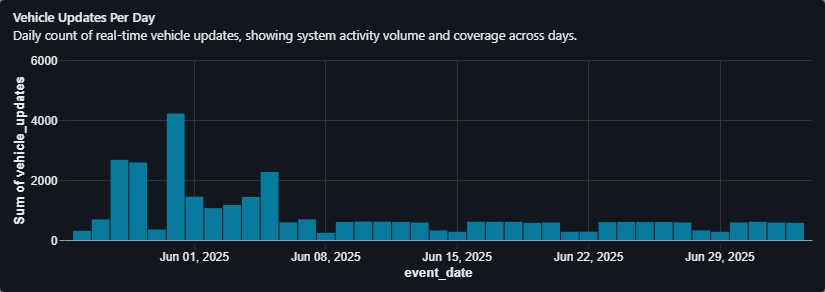 Vehicle Updates Per Day
Daily count of real-time vehicle updates, showing system activity volume and coverage across days.
Sum of vehicle_updates
6000
4000
2000
0
Jun 01, 2025 Jun 08, 2025 Jun 15, 2025 Jun 22, 2025 Jun 29, 2025
event_date